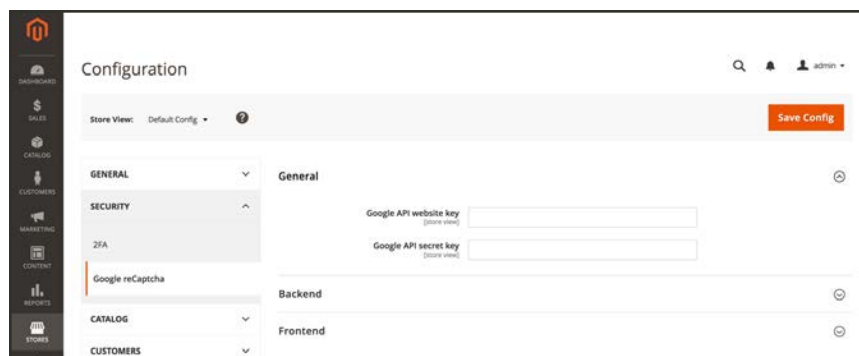 Configuration
admin
DASHBOARD
SALES
CATALOG
CUSTOMERS
MARKETING
CONTENT
REPORTS
STORES
Store View: Default Config
?
Save Config
GENERAL
SECURITY
2FA
Google reCaptcha
CATALOG
CUSTOMERS
General
Google API website key
[store view]
Google API secret key
[store view]
Backend
Frontend